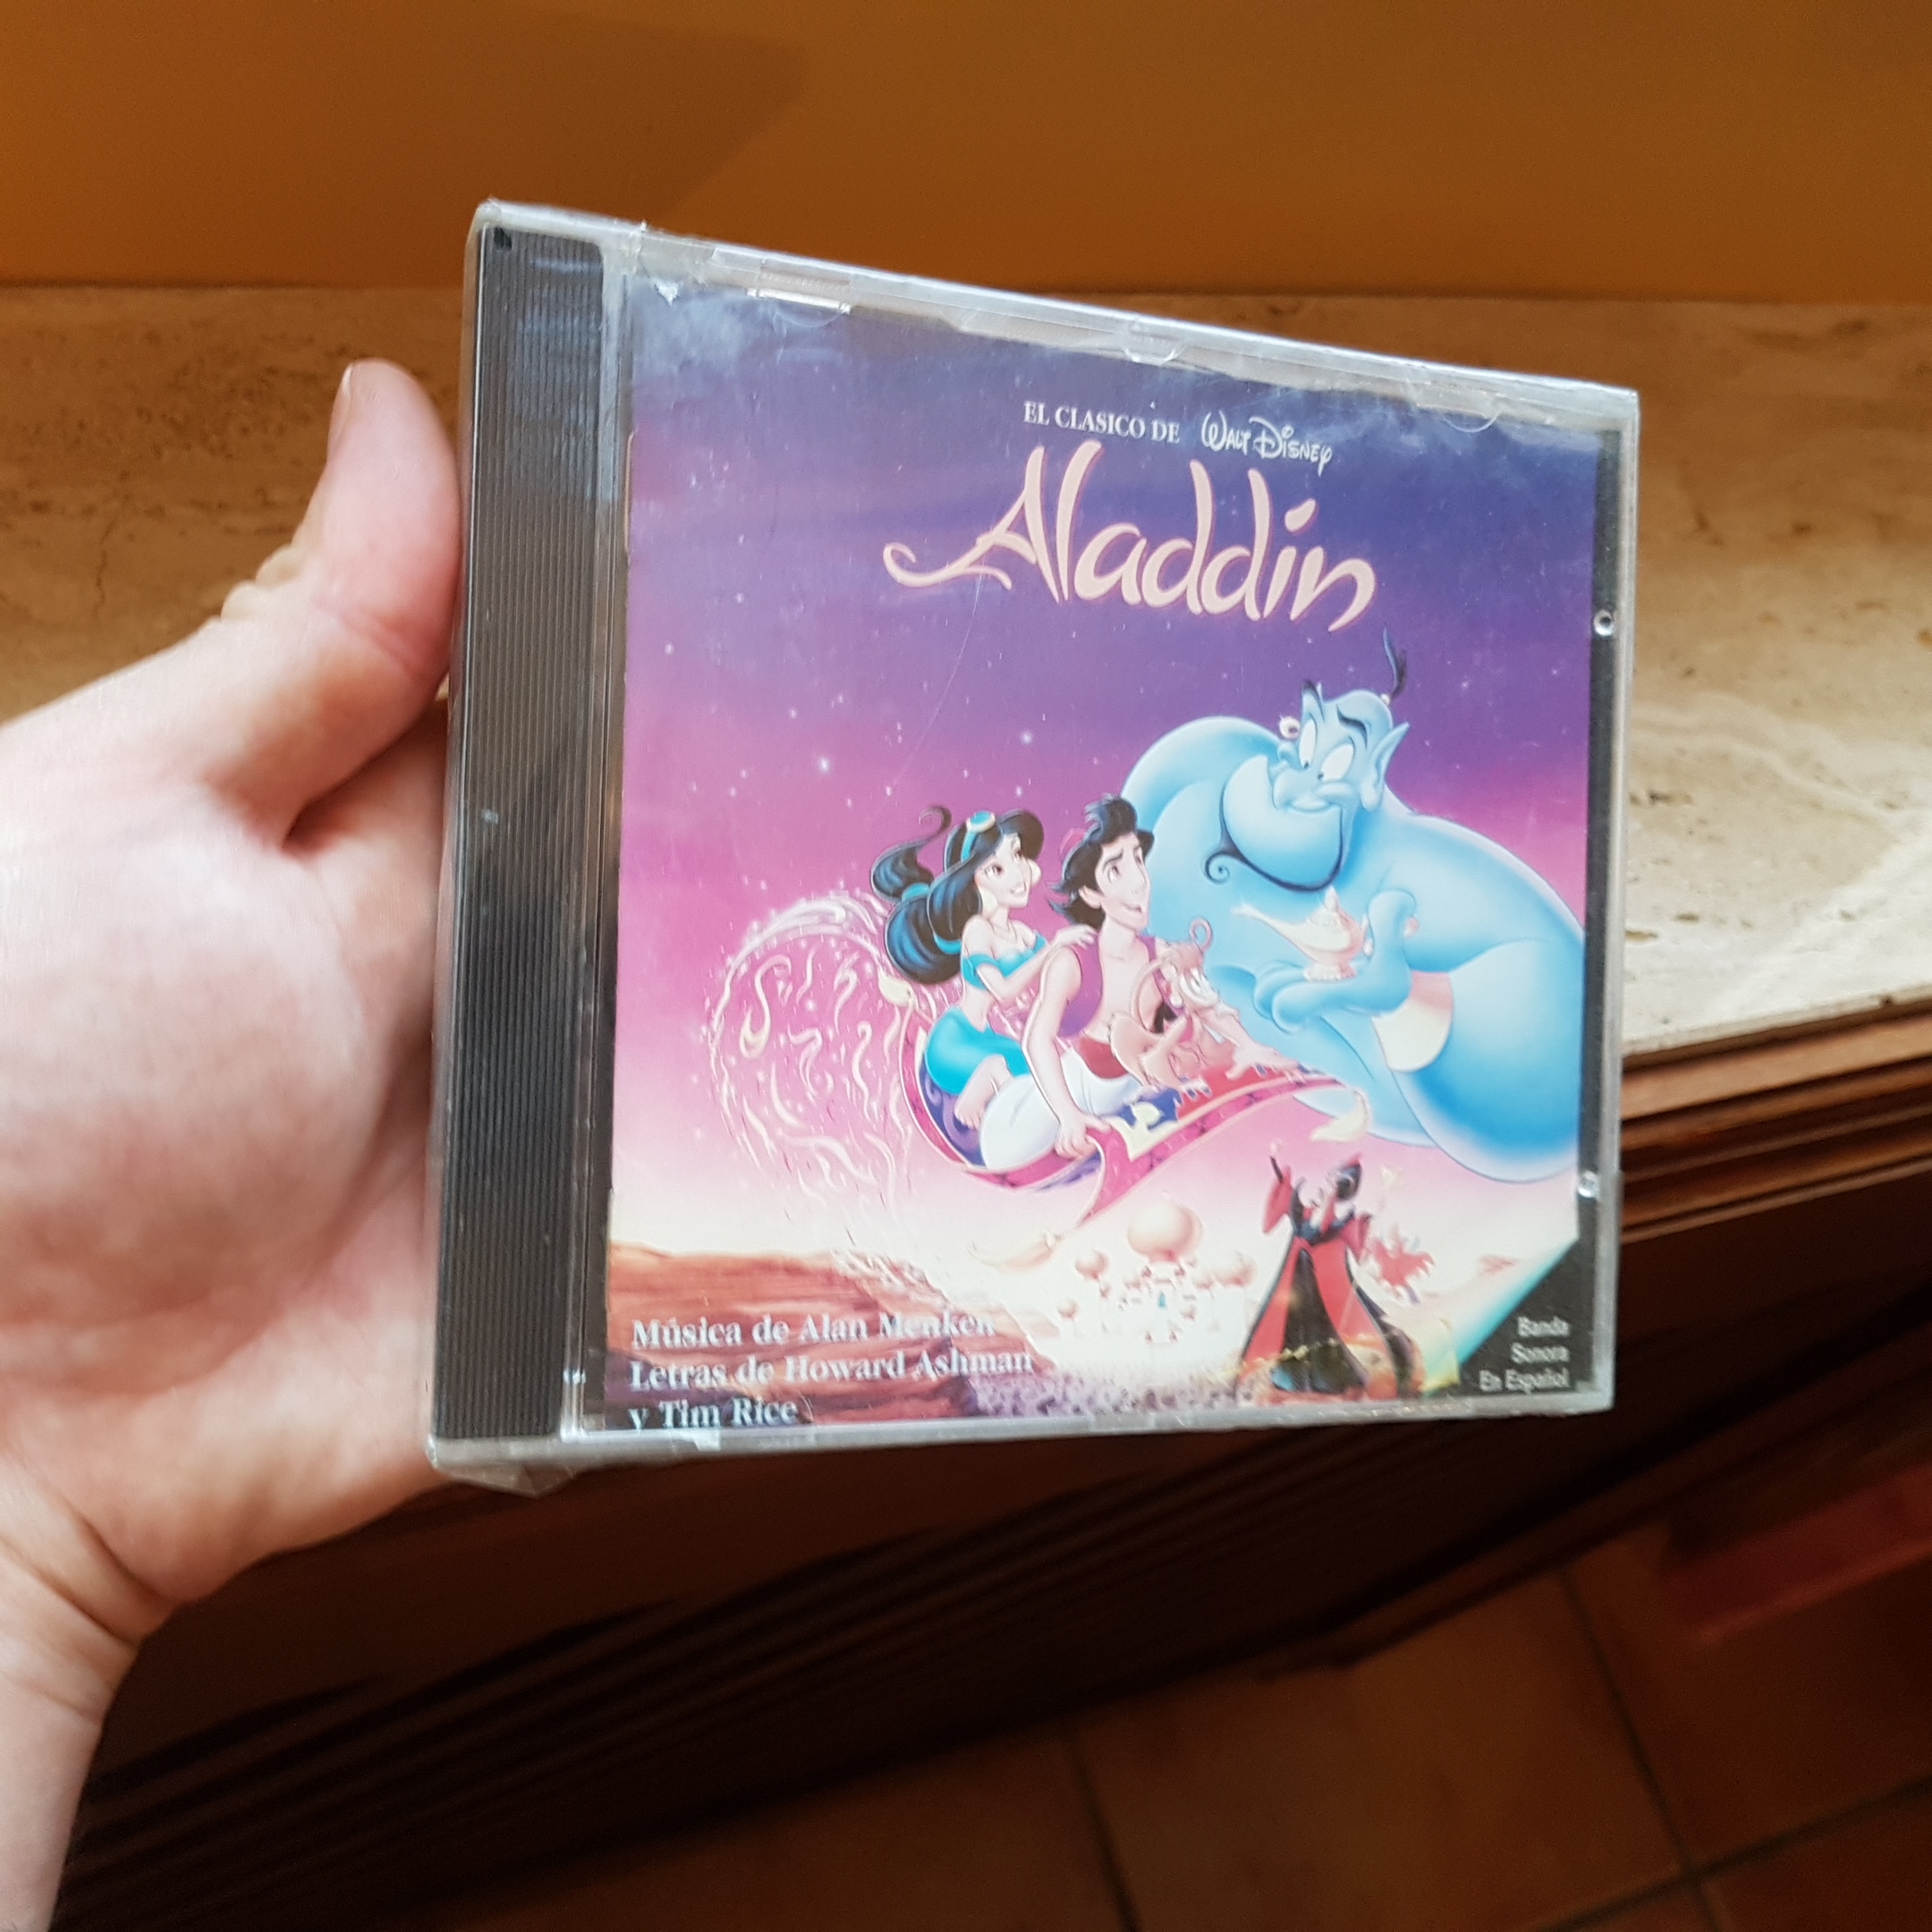 EL CLASICO DE WALT DISNEY
Aladdin
Música de Alan Menken
Letras de Howard Ashman
y Tim Rice
Banda
Sonora
En Español